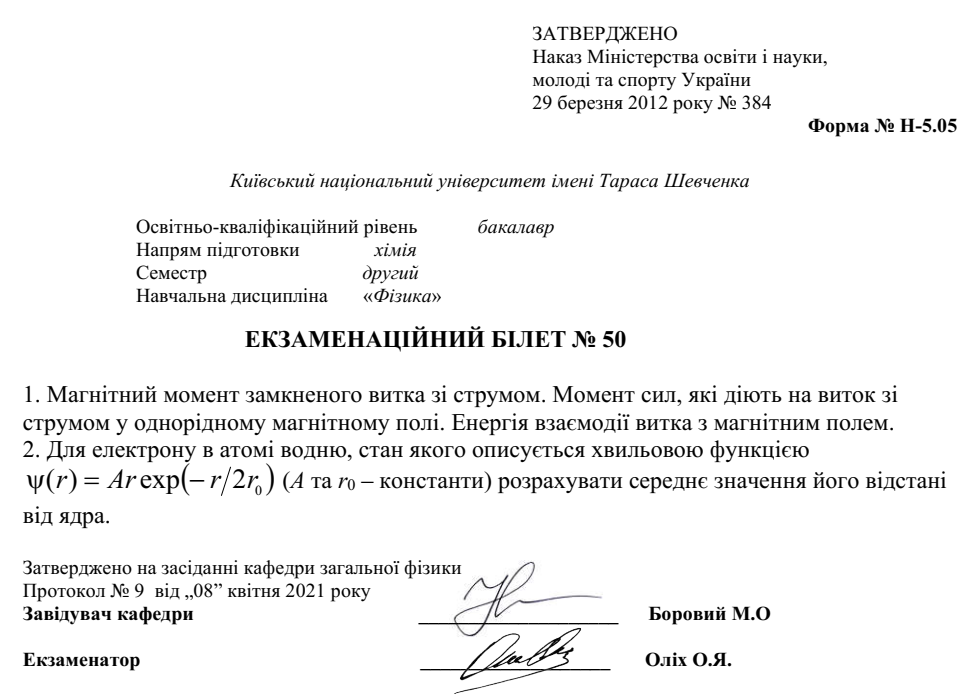 ЗАТВЕРДЖЕНО
Наказ Міністерства освіти і науки,
молоді та спорту України
29 березня 2012 року № 384
Форма № Н-5.05
Київський національний університет імені Тараса Шевченка
Освітньо-кваліфікаційний рівень бакалавр
Напрям підготовки хімія
Семестр другий
Навчальна дисципліна «Фізика»
ЕКЗАМЕНАЦІЙНИЙ БІЛЕТ № 50
1. Магнітний момент замкненого витка зі струмом. Момент сил, які діють на виток зі
струмом у однорідному магнітному полі. Енергія взаємодії витка з магнітним полем.
2. Для електрону в атомі водню, стан якого описується хвильовою функцією
ψ(r) = Ar exp(− r/2r₀) (A та r₀ – константи) розрахувати середнє значення його відстані
від ядра.
Затверджено на засіданні кафедри загальної фізики
Протокол № 9 від „08” квітня 2021 року
Завідувач кафедри ____________________ Боровий М.О
Екзаменатор ____________________ Оліх О.Я.